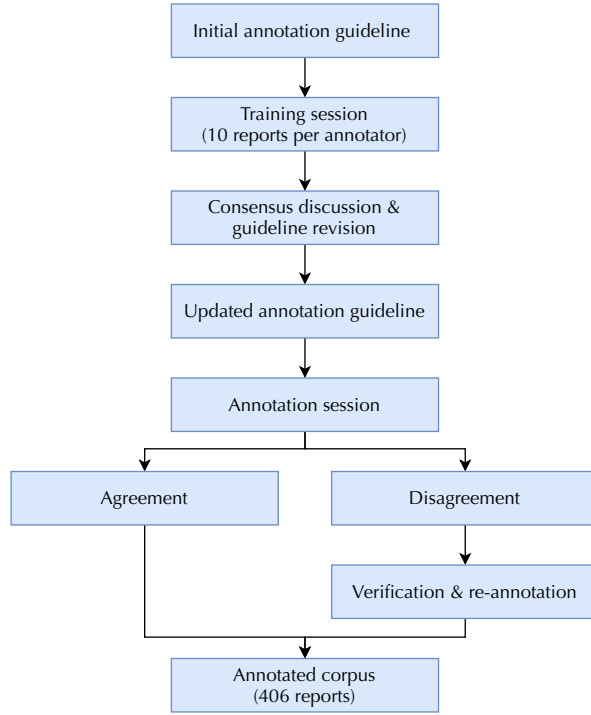 Initial annotation guideline
Training session
(10 reports per annotator)
Consensus discussion &
guideline revision
Updated annotation guideline
Annotation session
Agreement
Disagreement
Verification & re-annotation
Annotated corpus
(406 reports)